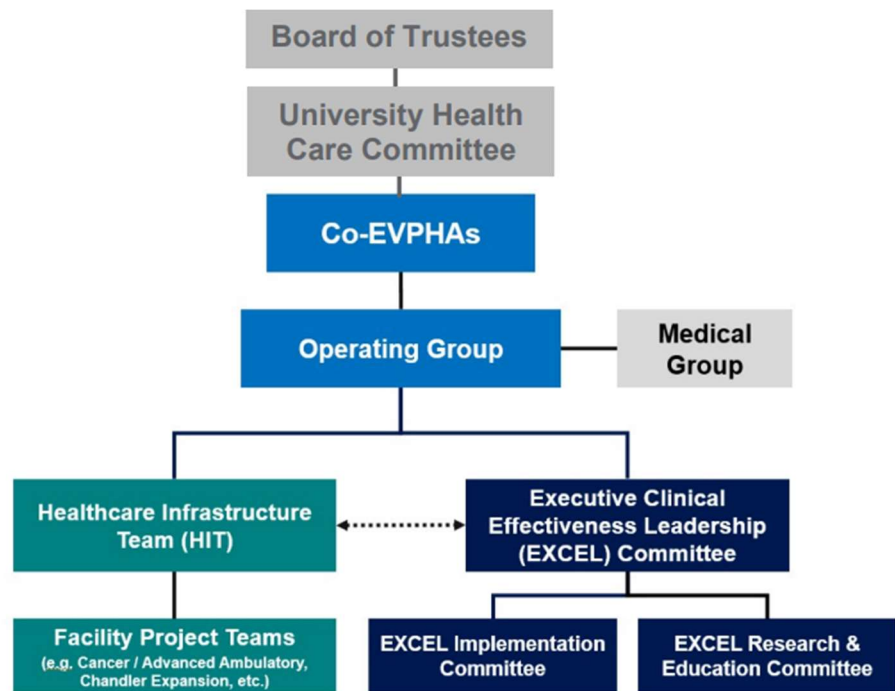 Board of Trustees
University Health
Care Committee
Co-EVPHAs
Operating Group
Medical
Group
Healthcare Infrastructure
Team (HIT)
Executive Clinical
Effectiveness Leadership
(EXCEL) Committee
Facility Project Teams
(e.g. Cancer / Advanced Ambulatory,
Chandler Expansion, etc.)
EXCEL Implementation
Committee
EXCEL Research &
Education Committee